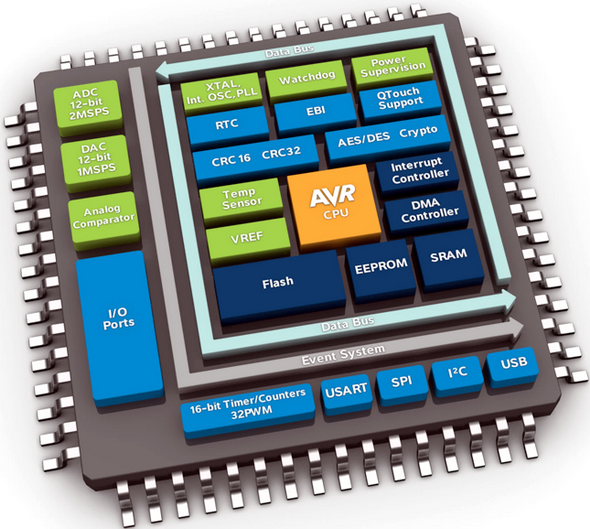 Data Bus
ADC
12-bit
2MSPS
XTAL,
Int. OSC,PLL
Watchdog
Power
Supervision
RTC
EBI
QTouch
Support
DAC
12-bit
1MSPS
CRC16 CRC32
AES/DES Crypto
Temp
Sensor
AVR
CPU
Interrupt
Controller
Analog
Comparator
VREF
DMA
Controller
I/O
Ports
Flash
EEPROM
SRAM
Data Bus
Event System
16-bit Timer/Counters
32PWM
USART
SPI
I²C
USB